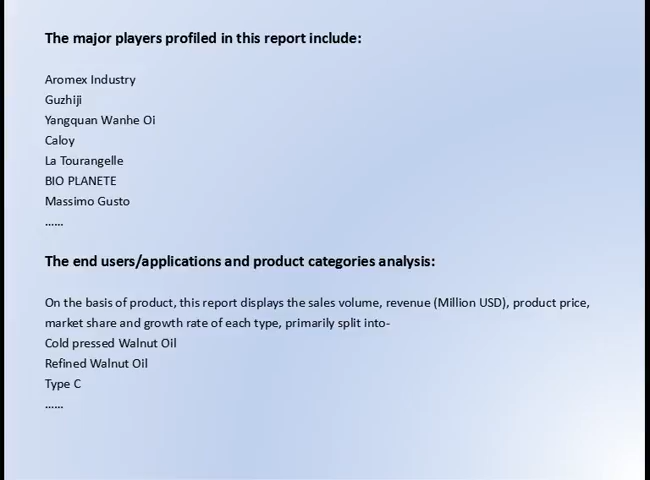 The major players profiled in this report include:
Aromex Industry
Guzhiji
Yangquan Wanhe Oi
Caloy
La Tourangelle
BIO PLANETE
Massimo Gusto
......
The end users/applications and product categories analysis:
On the basis of product, this report displays the sales volume, revenue (Million USD), product price,
market share and growth rate of each type, primarily split into-
Cold pressed Walnut Oil
Refined Walnut Oil
Type C
......